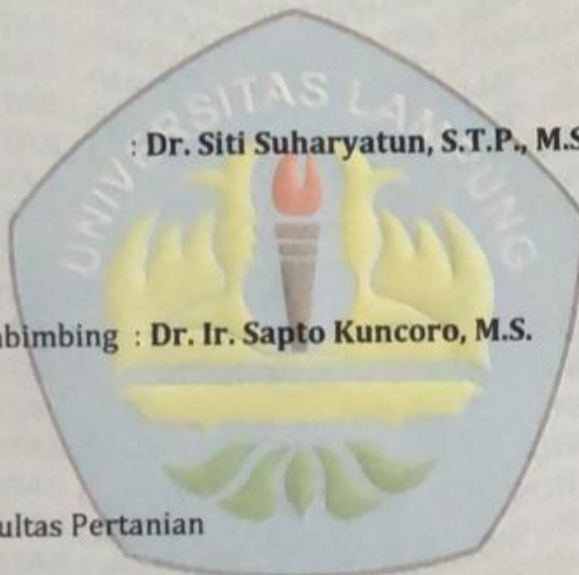 UNIVERSITAS LAMPUNG
: Dr. Siti Suharyatun, S.T.P., M.S
bimbing : Dr. Ir. Sapto Kuncoro, M.S.
ultas Pertanian